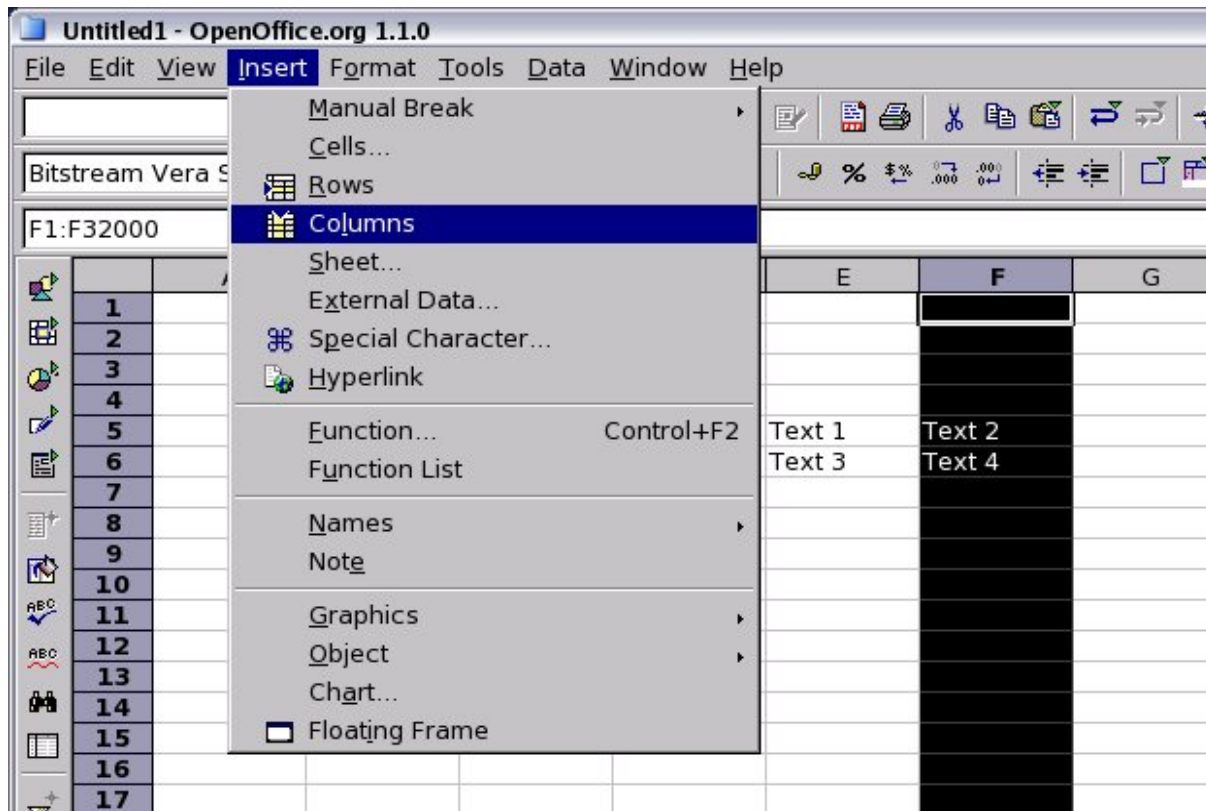 Untitled1 - OpenOffice.org 1.1.0
File Edit View Insert Format Tools Data Window Help
Manual Break
Cells...
Bitstream Vera S
Rows
F1:F32000
Columns
Sheet...
External Data...
Special Character...
Hyperlink
Function... Control+F2
Function List
Names
Note
Graphics
Object
Chart...
Floating Frame
E F G
1
2
3
4
5 Text 1 Text 2
6 Text 3 Text 4
7
8
9
10
11
12
13
14
15
16
17
ABC
ABC